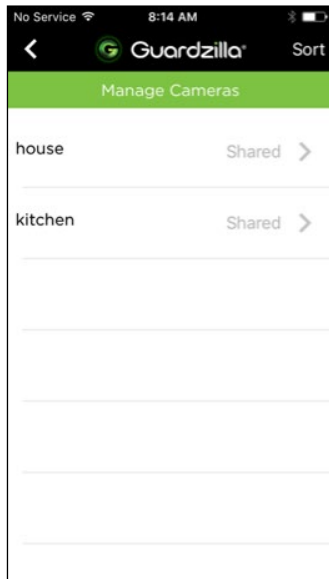 No Service 8:14 AM
Guardzilla® Sort
Manage Cameras
house Shared
kitchen Shared